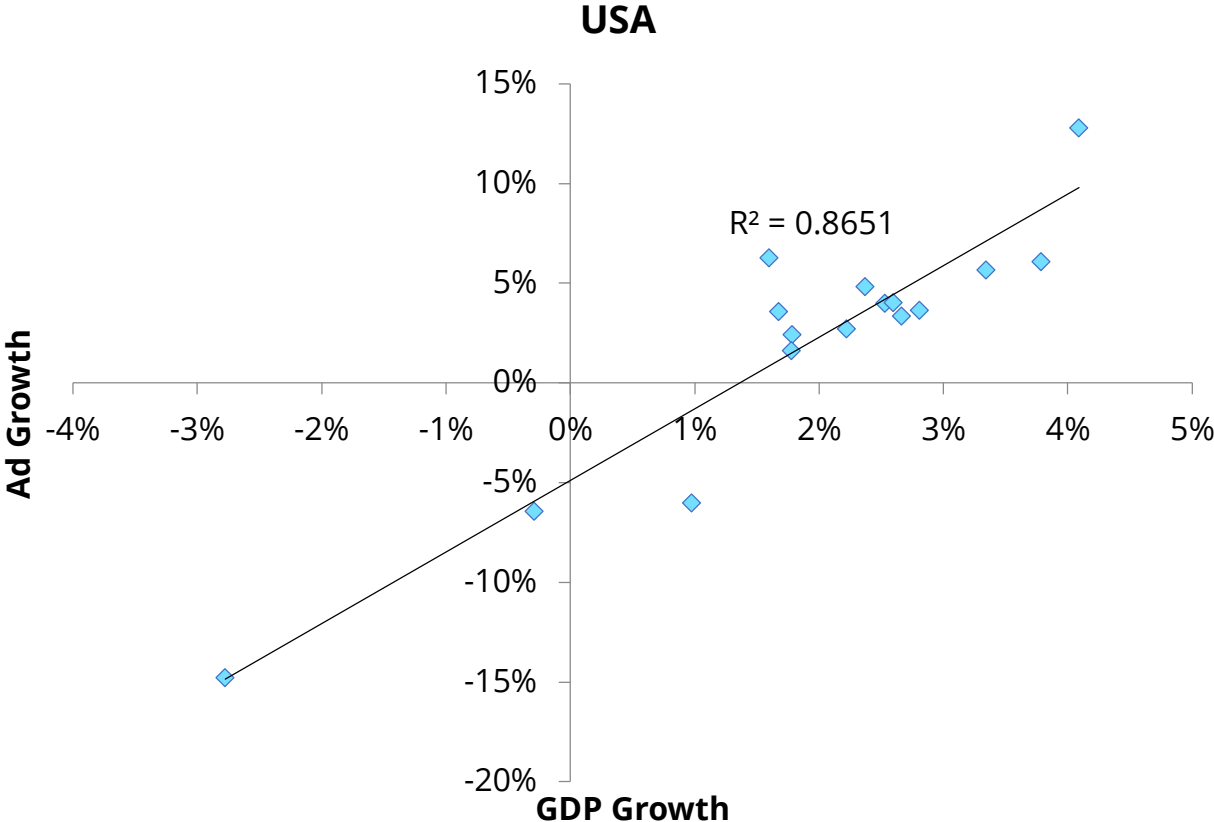 USA
15%
10%
R² = 0.8651
5%
0%
-4% -3% -2% -1% 0% 1% 2% 3% 4% 5%
Ad Growth
-5%
-10%
-15%
-20%
GDP Growth